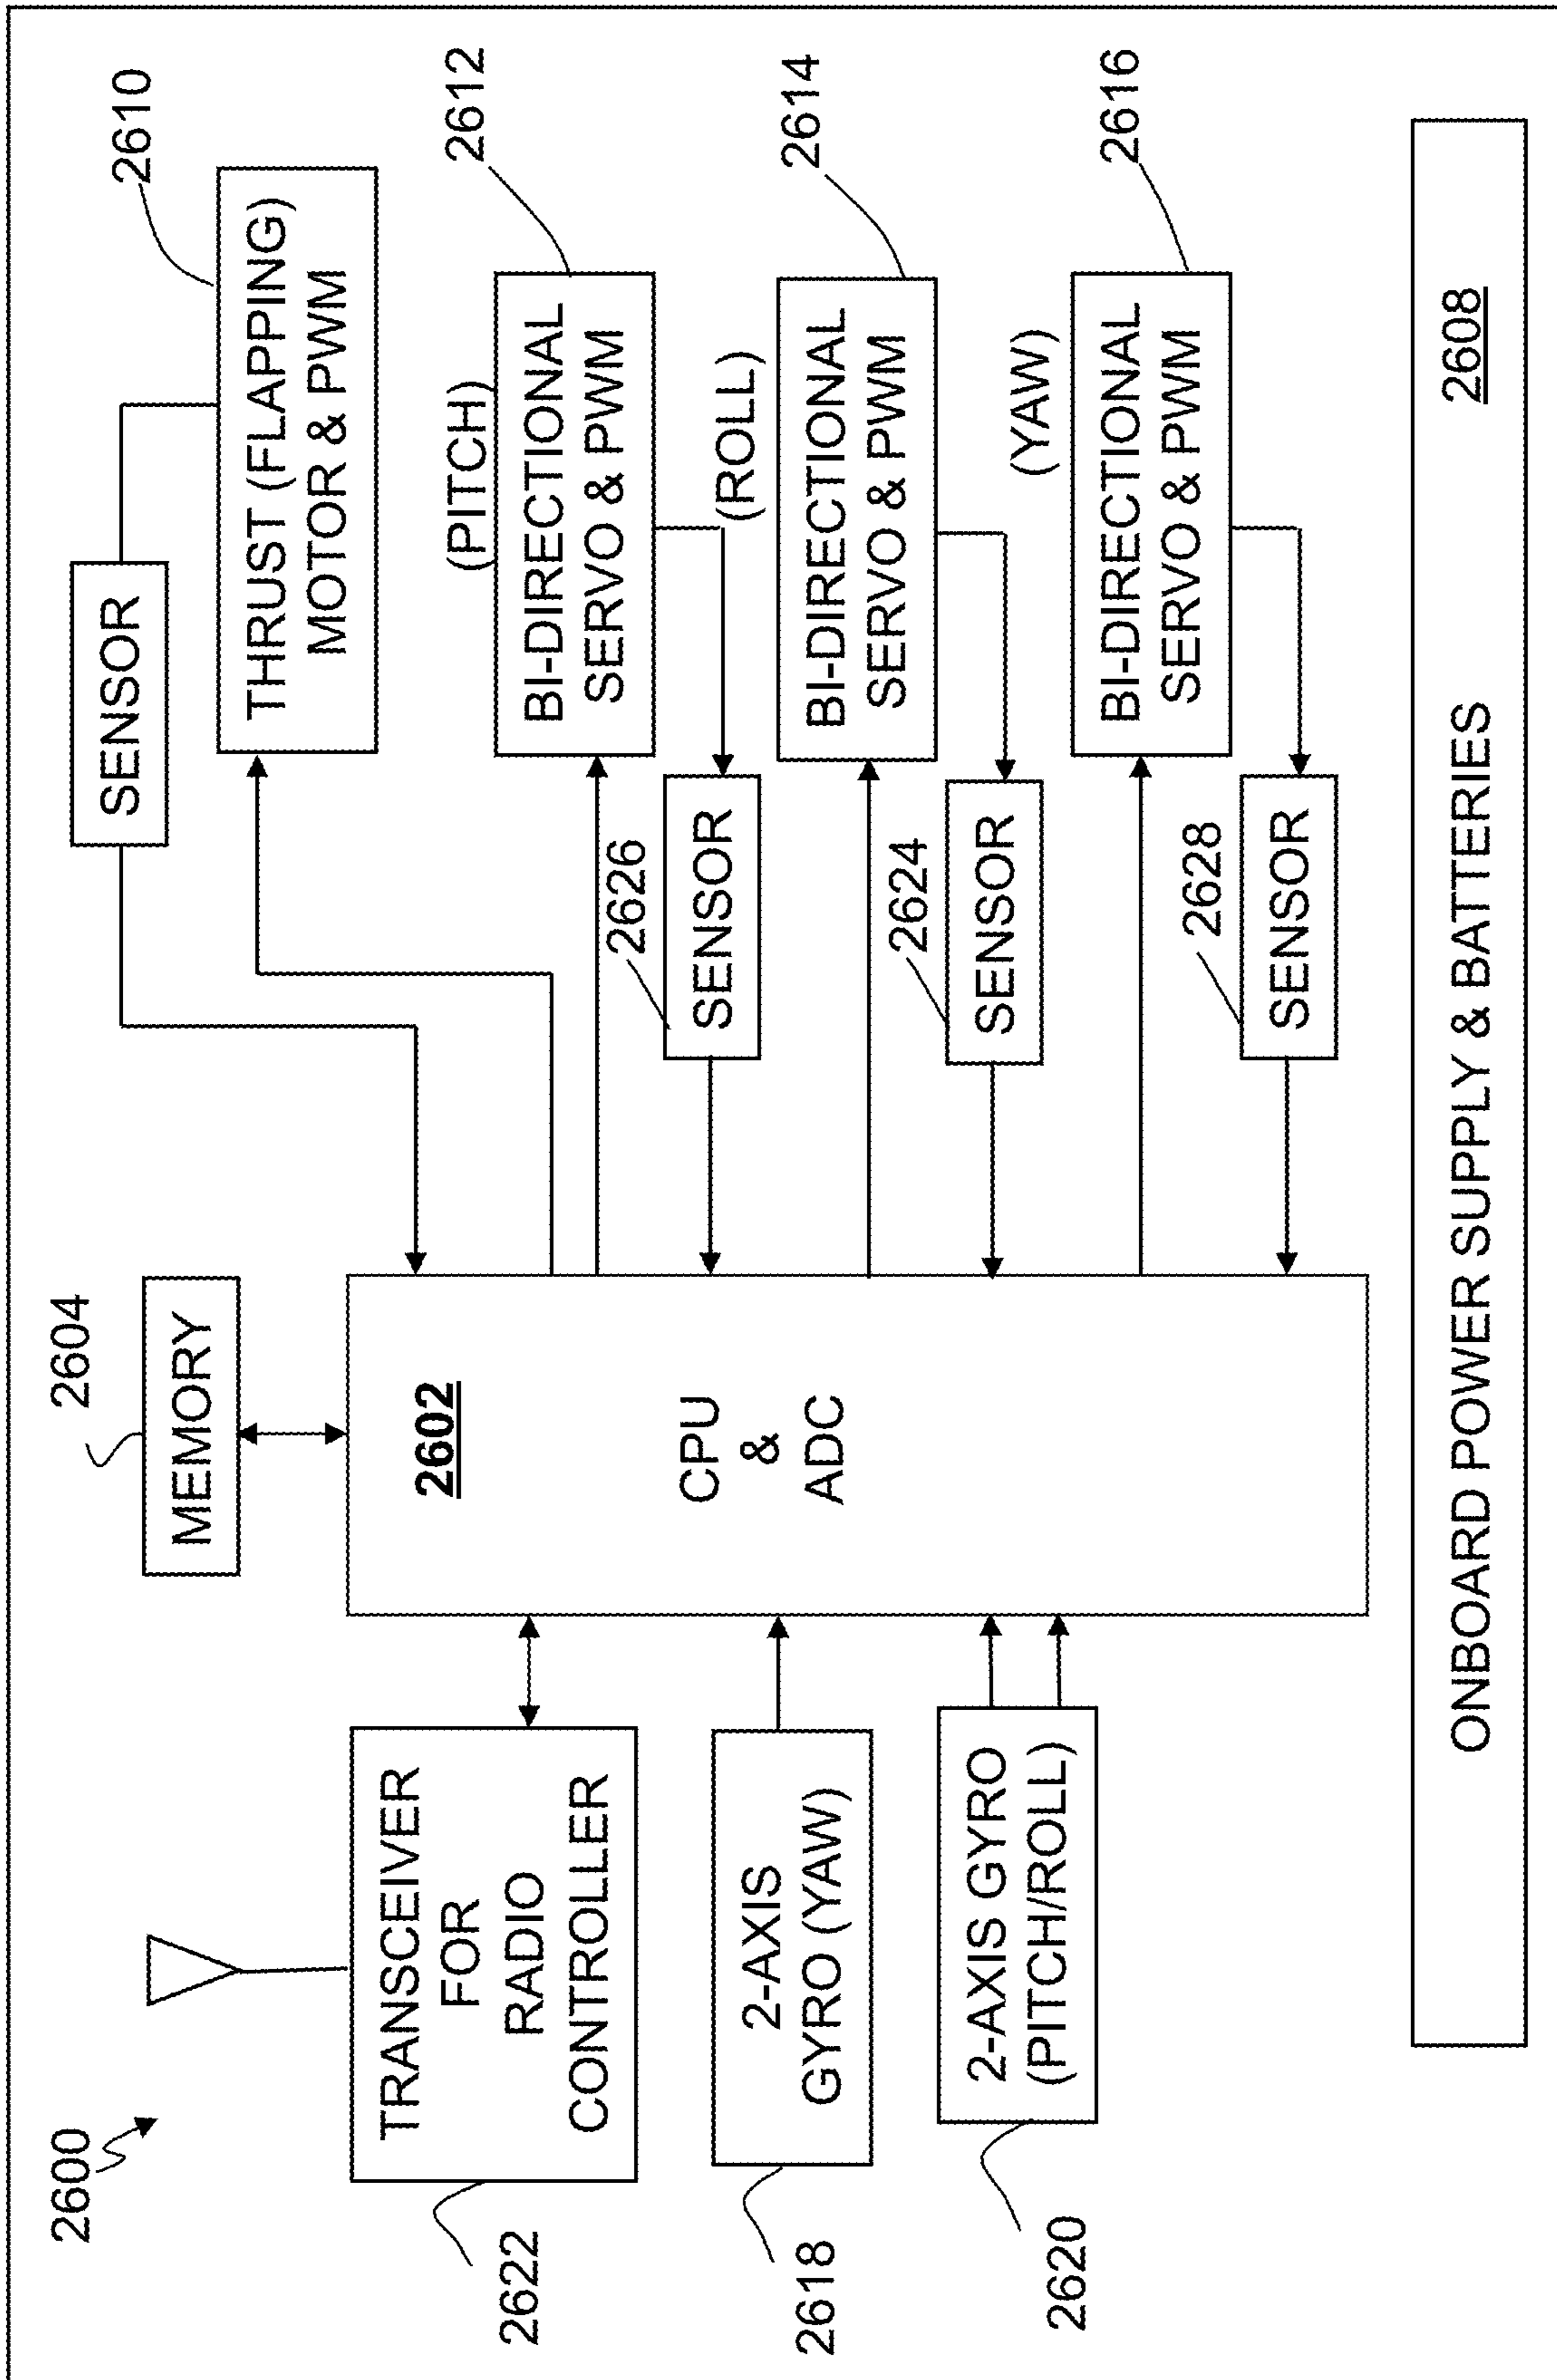 2600
2604
MEMORY
SENSOR
2610
THRUST (FLAPPING)
MOTOR & PWM
2622
TRANSCEIVER
FOR
RADIO
CONTROLLER
2602
CPU
&
ADC
(PITCH)
2612
BI-DIRECTIONAL
SERVO & PWM
2626
SENSOR
2618
2-AXIS
GYRO (YAW)
(ROLL)
2614
BI-DIRECTIONAL
SERVO & PWM
2624
SENSOR
2620
2-AXIS GYRO
(PITCH/ROLL)
(YAW)
2616
BI-DIRECTIONAL
SERVO & PWM
2628
SENSOR
ONBOARD POWER SUPPLY & BATTERIES 2608